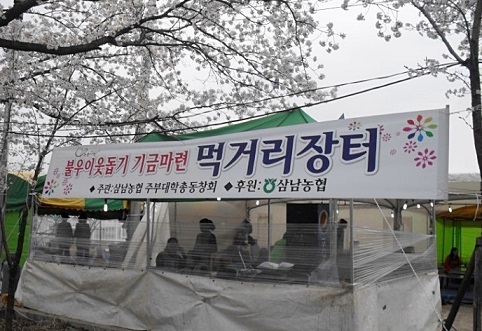 불우이웃돕기 기금마련 먹거리장터
◆ 주관: 삼남농협 주부대학총동창회 ◆ 후원: 삼남농협